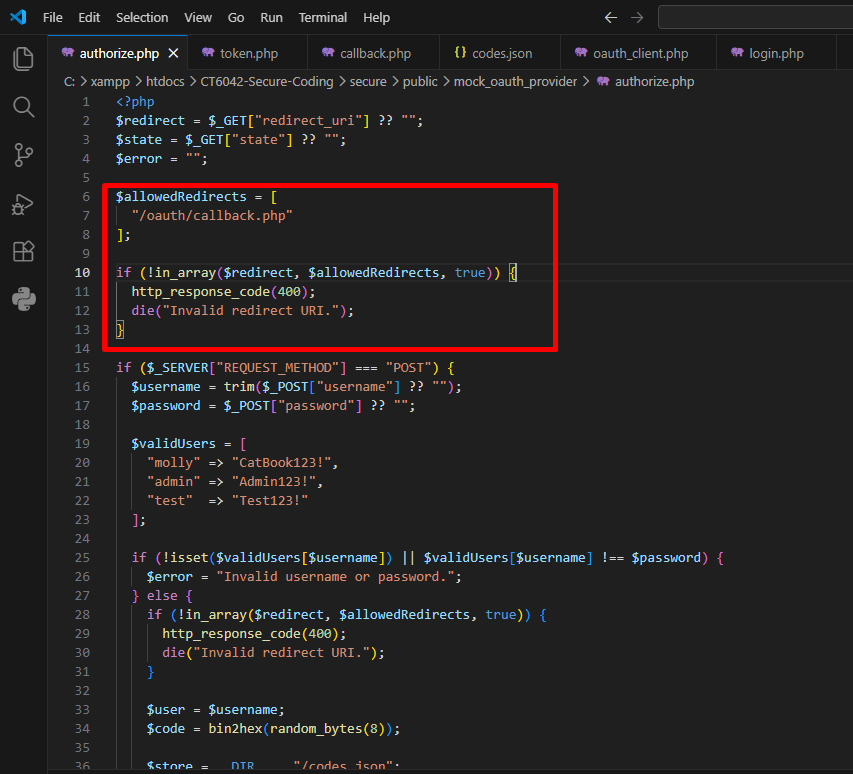 File Edit Selection View Go Run Terminal Help
authorize.php token.php callback.php {} codes.json oauth_client.php login.php
C: > xampp > htdocs > CT6042-Secure-Coding > secure > public > mock_oauth_provider > authorize.php
1 <?php
2 $redirect = $_GET["redirect_uri"] ?? "";
3 $state = $_GET["state"] ?? "";
4 $error = "";
5
6 $allowedRedirects = [
7 "/oauth/callback.php"
8 ];
9
10 if (!in_array($redirect, $allowedRedirects, true)) {
11 http_response_code(400);
12 die("Invalid redirect URI.");
13 }
14
15 if ($_SERVER["REQUEST_METHOD"] === "POST") {
16 $username = trim($_POST["username"] ?? "");
17 $password = $_POST["password"] ?? "";
18
19 $validUsers = [
20 "molly" => "CatBook123!",
21 "admin" => "Admin123!",
22 "test" => "Test123!"
23 ];
24
25 if (!isset($validUsers[$username]) || $validUsers[$username] !== $password) {
26 $error = "Invalid username or password.";
27 } else {
28 if (!in_array($redirect, $allowedRedirects, true)) {
29 http_response_code(400);
30 die("Invalid redirect URI.");
31 }
32
33 $user = $username;
34 $code = bin2hex(random_bytes(8));
35
36 $store = __DIR__ . "/codes.json";